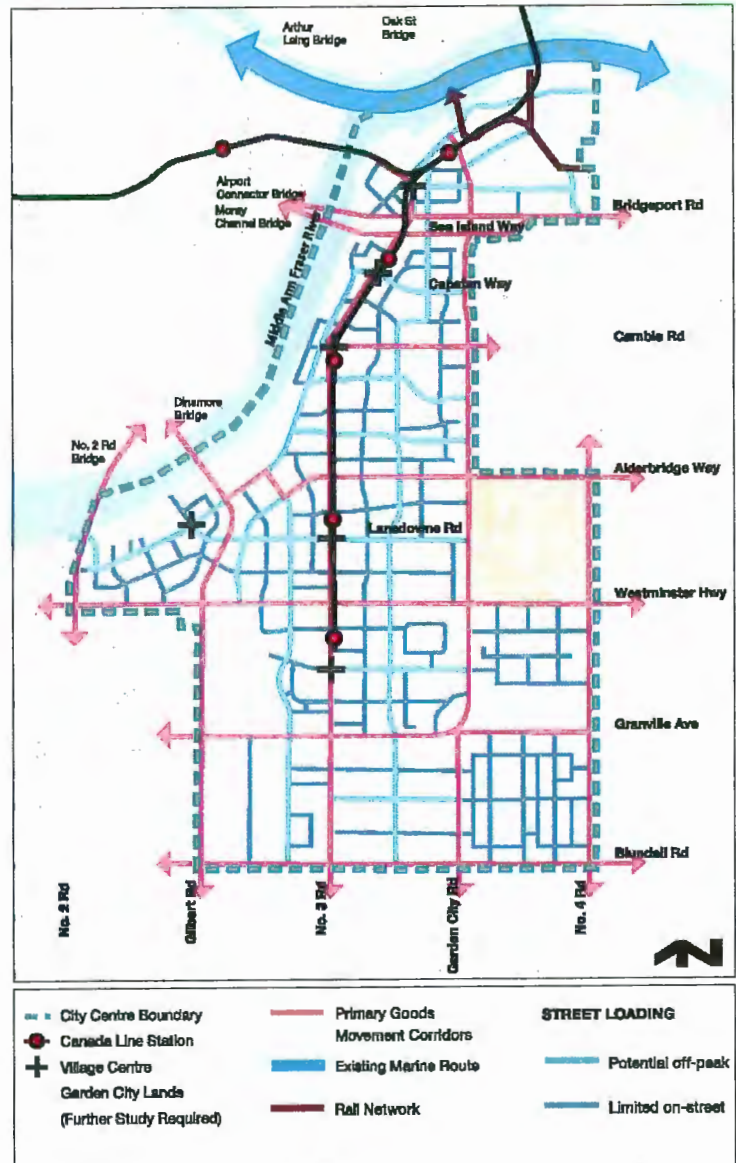 Arthur
Laing Bridge
Oak St
Bridge
Airport
Connector Bridge
Moray
Channel Bridge
Bridgeport Rd
Sea Island Way
Middle Arm Fraser River
Capstan Way
Cambie Rd
Dinsmore
Bridge
No. 2 Rd
Bridge
Alderbridge Way
Lansdowne Rd
Westminster Hwy
Granville Ave
Blundell Rd
No. 2 Rd
Gilbert Rd
No. 3 Rd
Garden City Rd
No. 4 Rd
N
City Centre Boundary
Canada Line Station
Village Centre
Garden City Lands
(Further Study Required)
Primary Goods
Movement Corridors
Existing Marine Route
Rail Network
STREET LOADING
Potential off-peak
Limited on-street